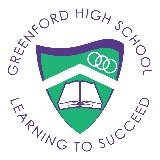 GREENFORD HIGH SCHOOL
LEARNING TO SUCCEED